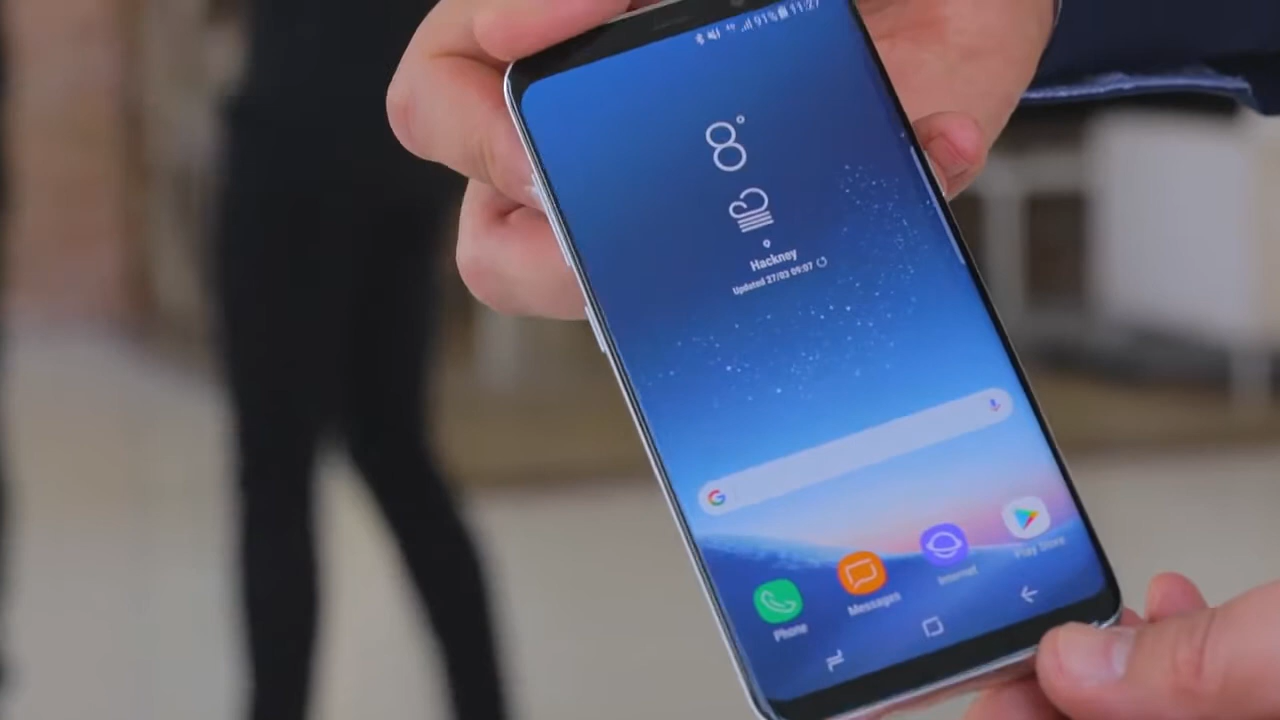 91% 11:27
8°
Hackney
Updated 27/03 09:07
G
Phone
Messages
Internet
Play Store